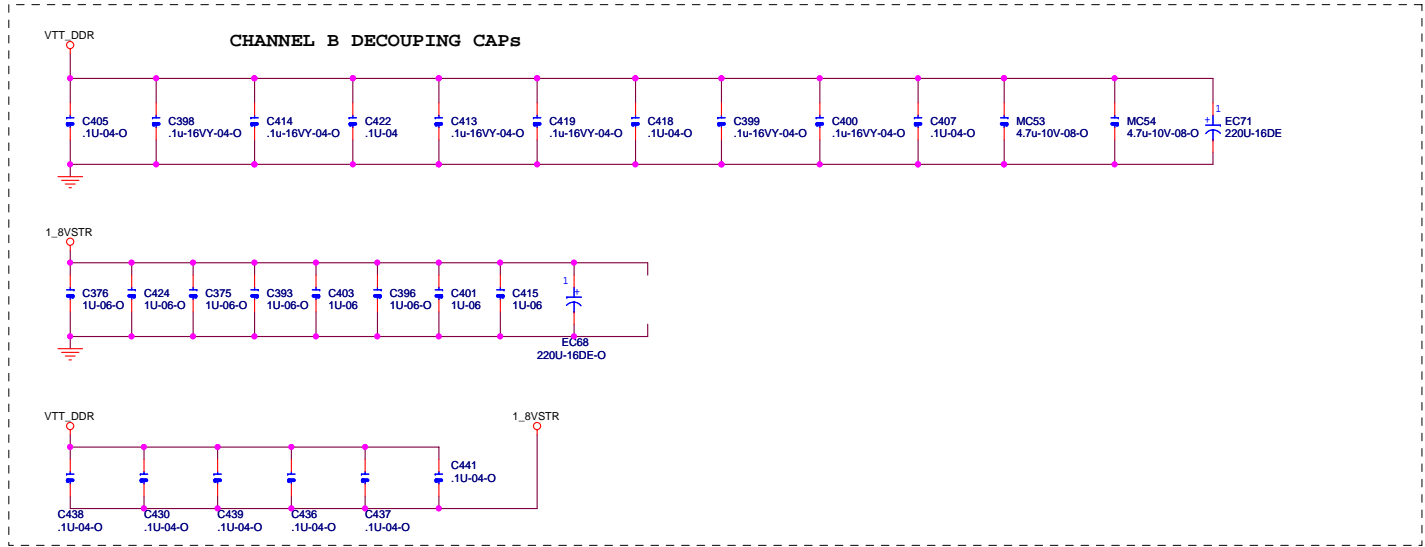 VTT_DDR
CHANNEL B DECOUPING CAPs
C405
.1U-04-O
C398
.1u-16VY-04-O
C414
.1u-16VY-04-O
C422
.1U-04
C413
.1u-16VY-04-O
C419
.1u-16VY-04-O
C418
.1U-04-O
C399
.1u-16VY-04-O
C400
.1u-16VY-04-O
C407
.1U-04-O
MC53
4.7u-10V-08-O
MC54
4.7u-10V-08-O
1
+
EC71
220U-16DE
1_8VSTR
C376
1U-06-O
C424
1U-06-O
C375
1U-06-O
C393
1U-06-O
C403
1U-06
C396
1U-06-O
C401
1U-06
C415
1U-06
1
+
EC68
220U-16DE-O
VTT_DDR
1_8VSTR
C441
.1U-04-O
C438
.1U-04-O
C430
.1U-04-O
C439
.1U-04-O
C436
.1U-04-O
C437
.1U-04-O